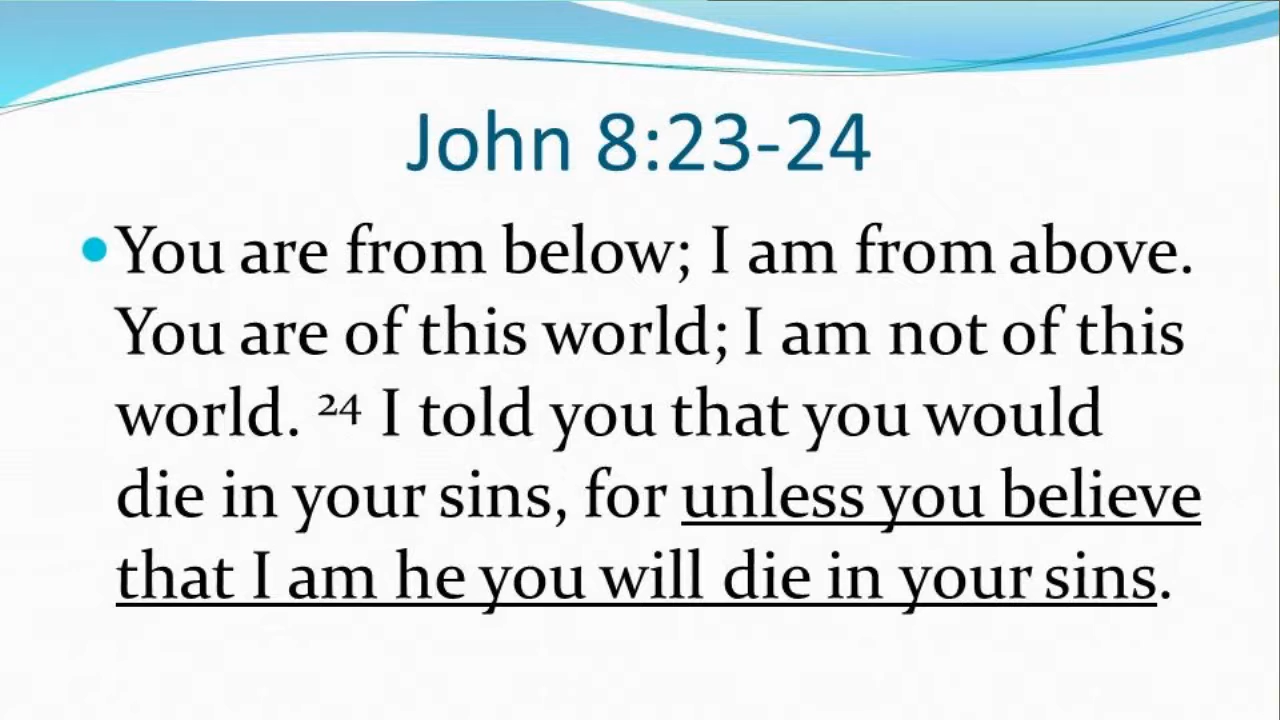 John 8:23-24
• You are from below; I am from above.
You are of this world; I am not of this
world. ²⁴ I told you that you would
die in your sins, for unless you believe
that I am he you will die in your sins.